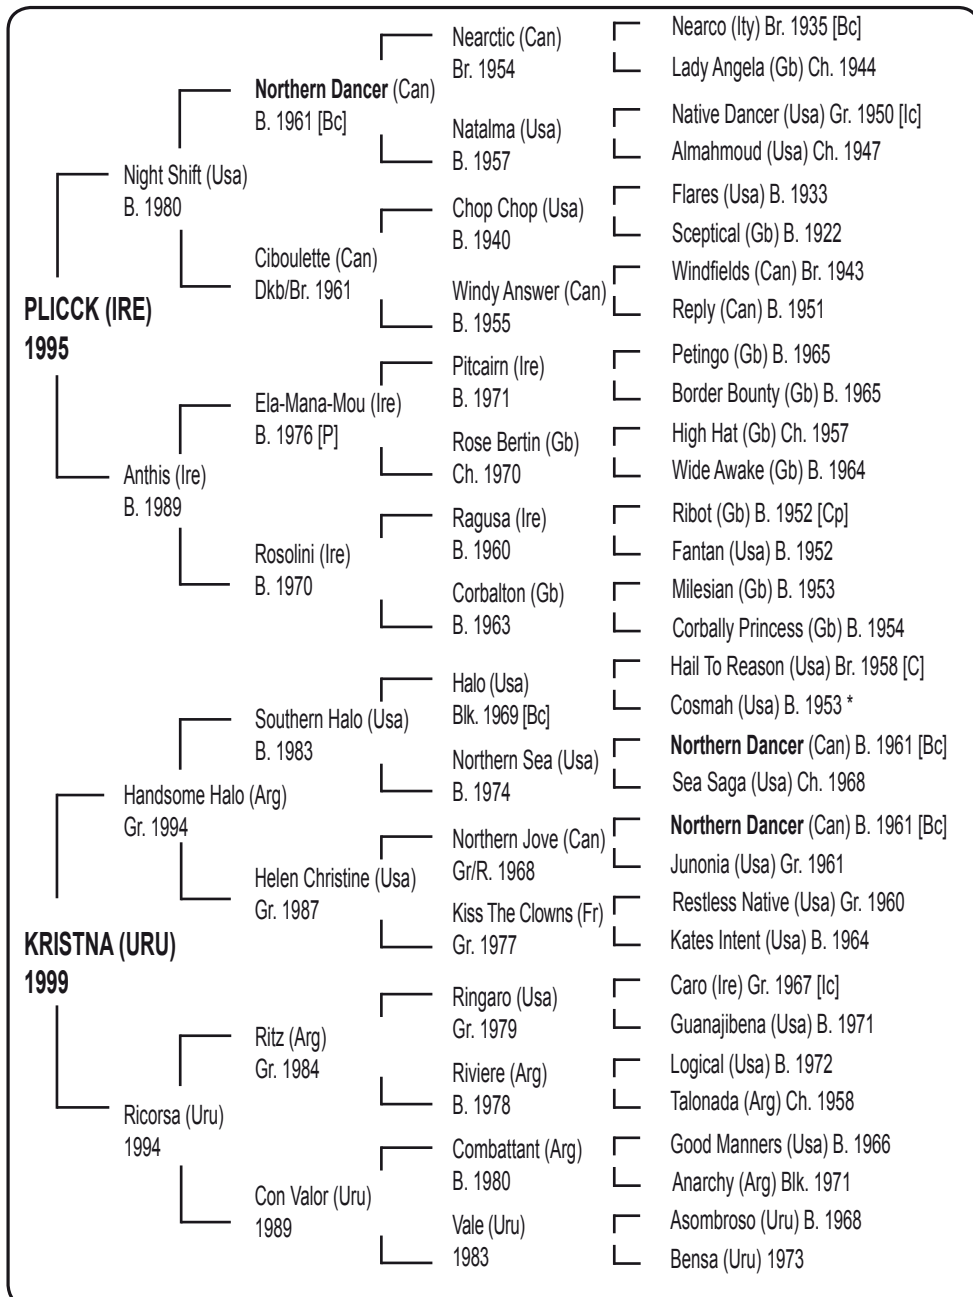 PLICCK (IRE)
1995
Night Shift (Usa)
B. 1980
Northern Dancer (Can)
B. 1961 [Bc]
Nearctic (Can)
Br. 1954
Nearco (Ity) Br. 1935 [Bc]
Lady Angela (Gb) Ch. 1944
Natalma (Usa)
B. 1957
Native Dancer (Usa) Gr. 1950 [Ic]
Almahmoud (Usa) Ch. 1947
Ciboulette (Can)
Dkb/Br. 1961
Chop Chop (Usa)
B. 1940
Flares (Usa) B. 1933
Sceptical (Gb) B. 1922
Windy Answer (Can)
B. 1955
Windfields (Can) Br. 1943
Reply (Can) B. 1951
Anthis (Ire)
B. 1989
Ela-Mana-Mou (Ire)
B. 1976 [P]
Pitcairn (Ire)
B. 1971
Petingo (Gb) B. 1965
Border Bounty (Gb) B. 1965
Rose Bertin (Gb)
Ch. 1970
High Hat (Gb) Ch. 1957
Wide Awake (Gb) B. 1964
Rosolini (Ire)
B. 1970
Ragusa (Ire)
B. 1960
Ribot (Gb) B. 1952 [Cp]
Fantan (Usa) B. 1952
Corbalton (Gb)
B. 1963
Milesian (Gb) B. 1953
Corbally Princess (Gb) B. 1954
KRISTNA (URU)
1999
Handsome Halo (Arg)
Gr. 1994
Southern Halo (Usa)
B. 1983
Halo (Usa)
Blk. 1969 [Bc]
Hail To Reason (Usa) Br. 1958 [C]
Cosmah (Usa) B. 1953 *
Northern Sea (Usa)
B. 1974
Northern Dancer (Can) B. 1961 [Bc]
Sea Saga (Usa) Ch. 1968
Helen Christine (Usa)
Gr. 1987
Northern Jove (Can)
Gr/R. 1968
Northern Dancer (Can) B. 1961 [Bc]
Junonia (Usa) Gr. 1961
Kiss The Clowns (Fr)
Gr. 1977
Restless Native (Usa) Gr. 1960
Kates Intent (Usa) B. 1964
Ricorsa (Uru)
1994
Ritz (Arg)
Gr. 1984
Ringaro (Usa)
Gr. 1979
Caro (Ire) Gr. 1967 [Ic]
Guanajibena (Usa) B. 1971
Riviere (Arg)
B. 1978
Logical (Usa) B. 1972
Talonada (Arg) Ch. 1958
Con Valor (Uru)
1989
Combattant (Arg)
B. 1980
Good Manners (Usa) B. 1966
Anarchy (Arg) Blk. 1971
Vale (Uru)
1983
Asombroso (Uru) B. 1968
Bensa (Uru) 1973